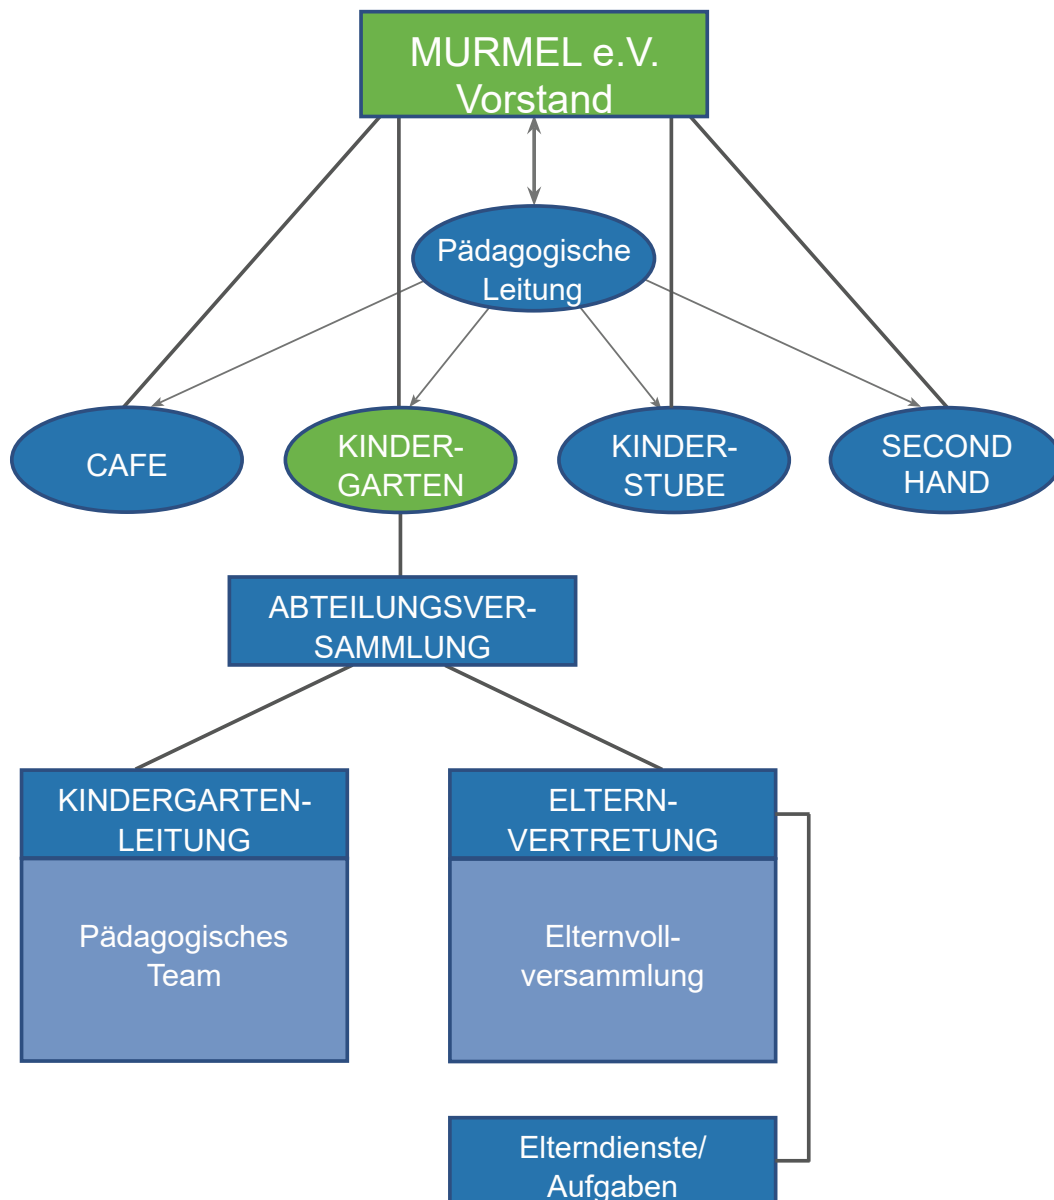 MURMEL e.V.
Vorstand
Pädagogische
Leitung
CAFE
KINDER-
GARTEN
KINDER-
STUBE
SECOND
HAND
ABTEILUNGSVER-
SAMMLUNG
KINDERGARTEN-
LEITUNG
Pädagogisches
Team
ELTERN-
VERTRETUNG
Elternvoll-
versammlung
Elterndienste/
Aufgaben